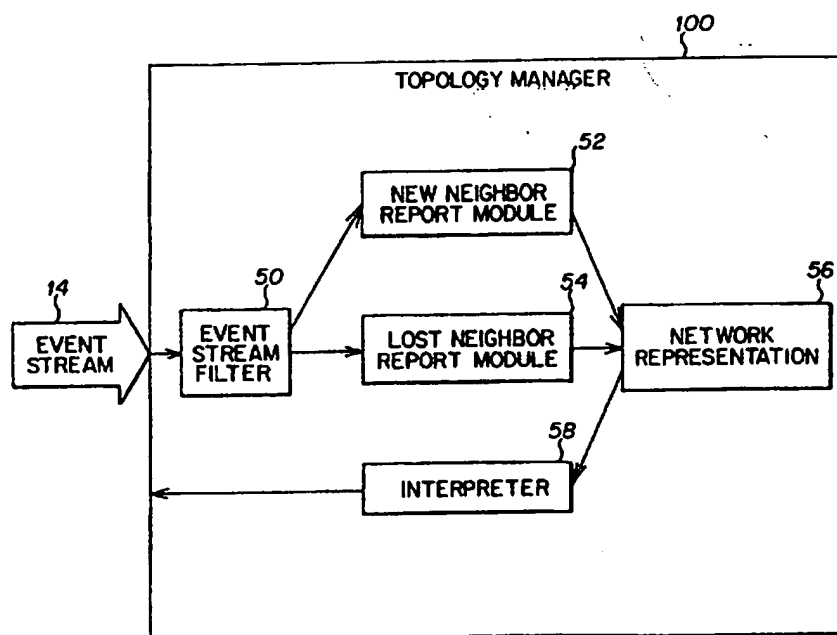 100
TOPOLOGY MANAGER
52
NEW NEIGHBOR
REPORT MODULE
14
EVENT
STREAM
50
EVENT
STREAM
FILTER
54
LOST NEIGHBOR
REPORT MODULE
56
NETWORK
REPRESENTATION
58
INTERPRETER